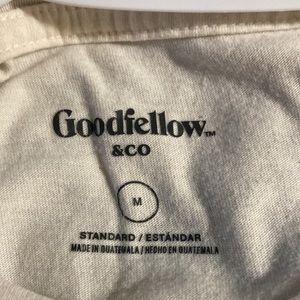 Goodfellow™
&CO
M
STANDARD / ESTÁNDAR
MADE IN GUATEMALA / HECHO EN GUATEMALA